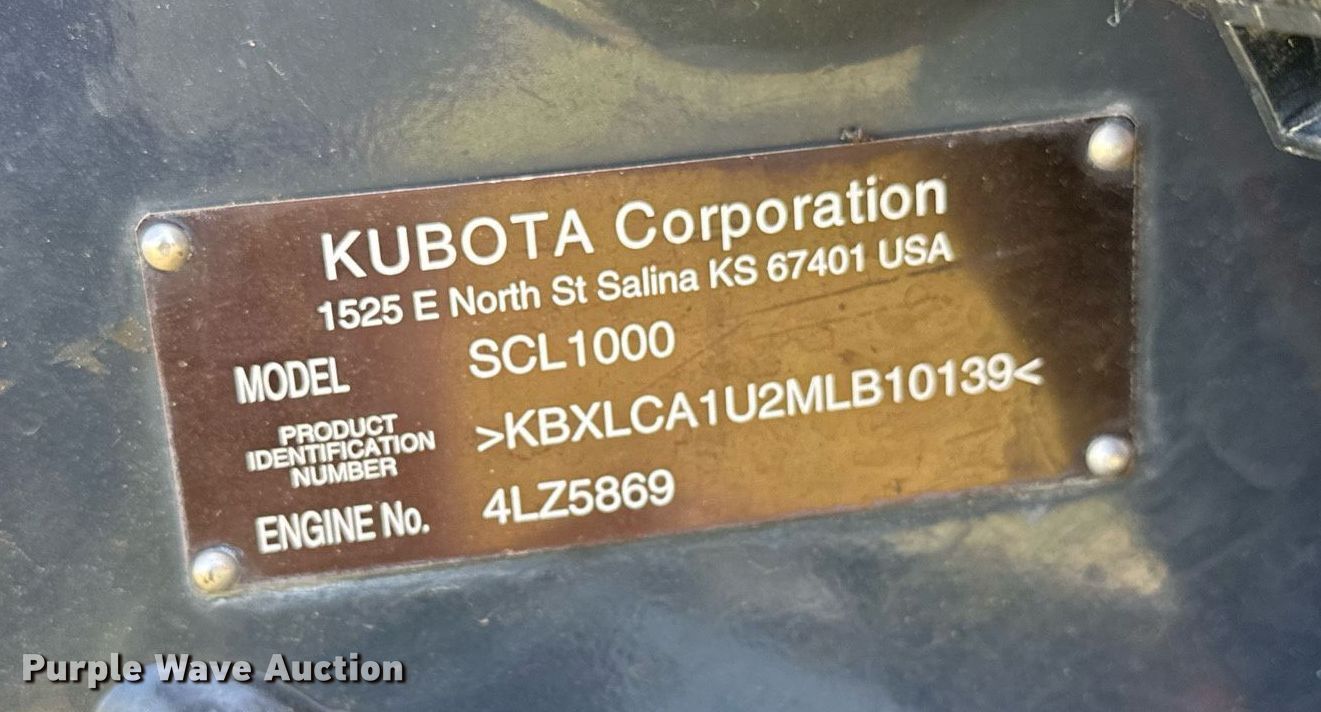 KUBOTA Corporation
1525 E North St Salina KS 67401 USA
MODEL SCL1000
PRODUCT
IDENTIFICATION
NUMBER
>KBXLCA1U2MLB10139<
ENGINE No. 4LZ5869
Purple Wave Auction